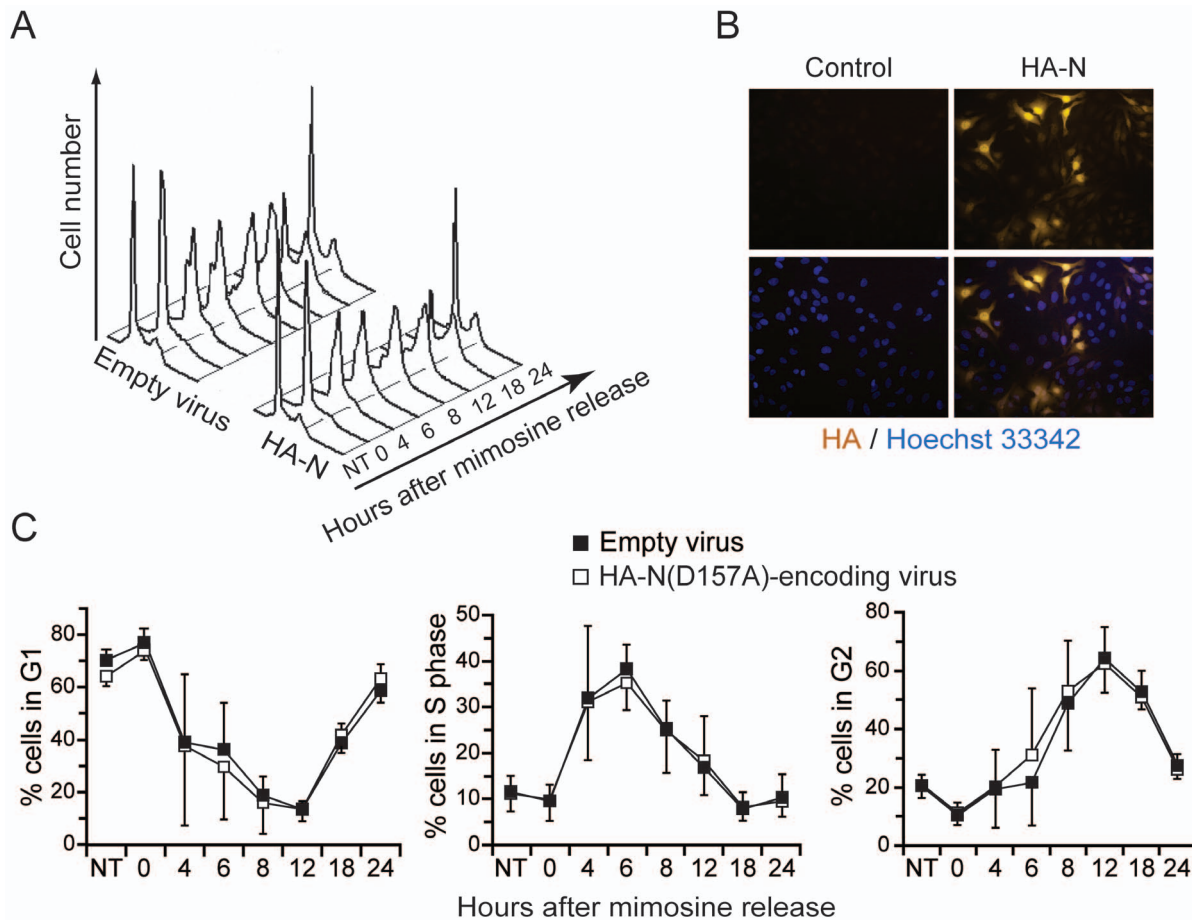 A
Cell number
Empty virus
HA-N
NT 0 4 6 8 12 18 24
Hours after mimosine release
B
Control HA-N
HA / Hoechst 33342
C
Empty virus
HA-N(D157A)-encoding virus
% cells in G1
80
60
40
20
0
NT 0 4 6 8 12 18 24
% cells in S phase
50
40
30
20
10
0
NT 0 4 6 8 12 18 24
% cells in G2
80
60
40
20
0
NT 0 4 6 8 12 18 24
Hours after mimosine release